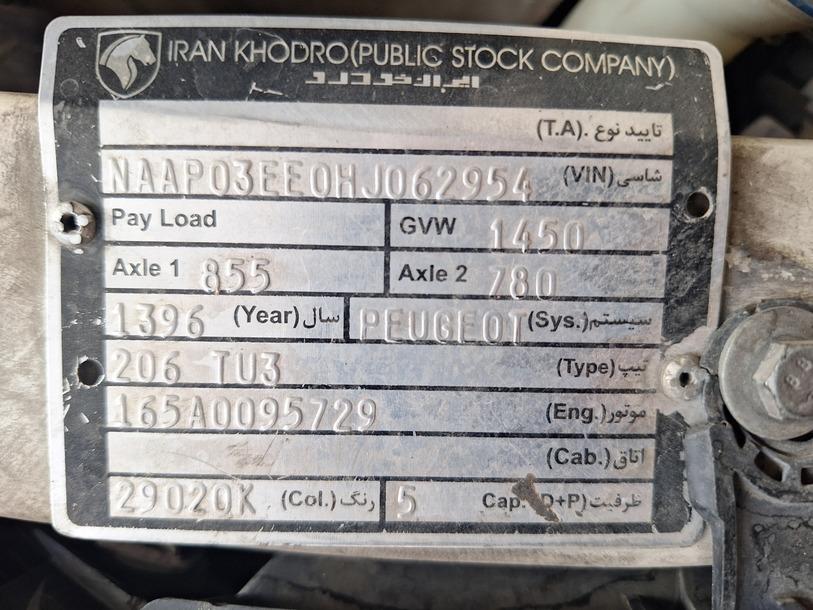 IRAN KHODRO(PUBLIC STOCK COMPANY)
ایران خودرو
تایید نوع .(T.A)
NAAP03EE0HJ062954 شاسی(VIN)
Pay Load GVW 1450
Axle 1 855 Axle 2 780
1396 سال(Year) PEUGEOT سیستم(Sys.)
206 TU3 تیپ(Type)
165A0095729 موتور(Eng.)
اتاق(Cab.)
29020K رنگ(Col.) 5 ظرفیت(D+P) Cap.